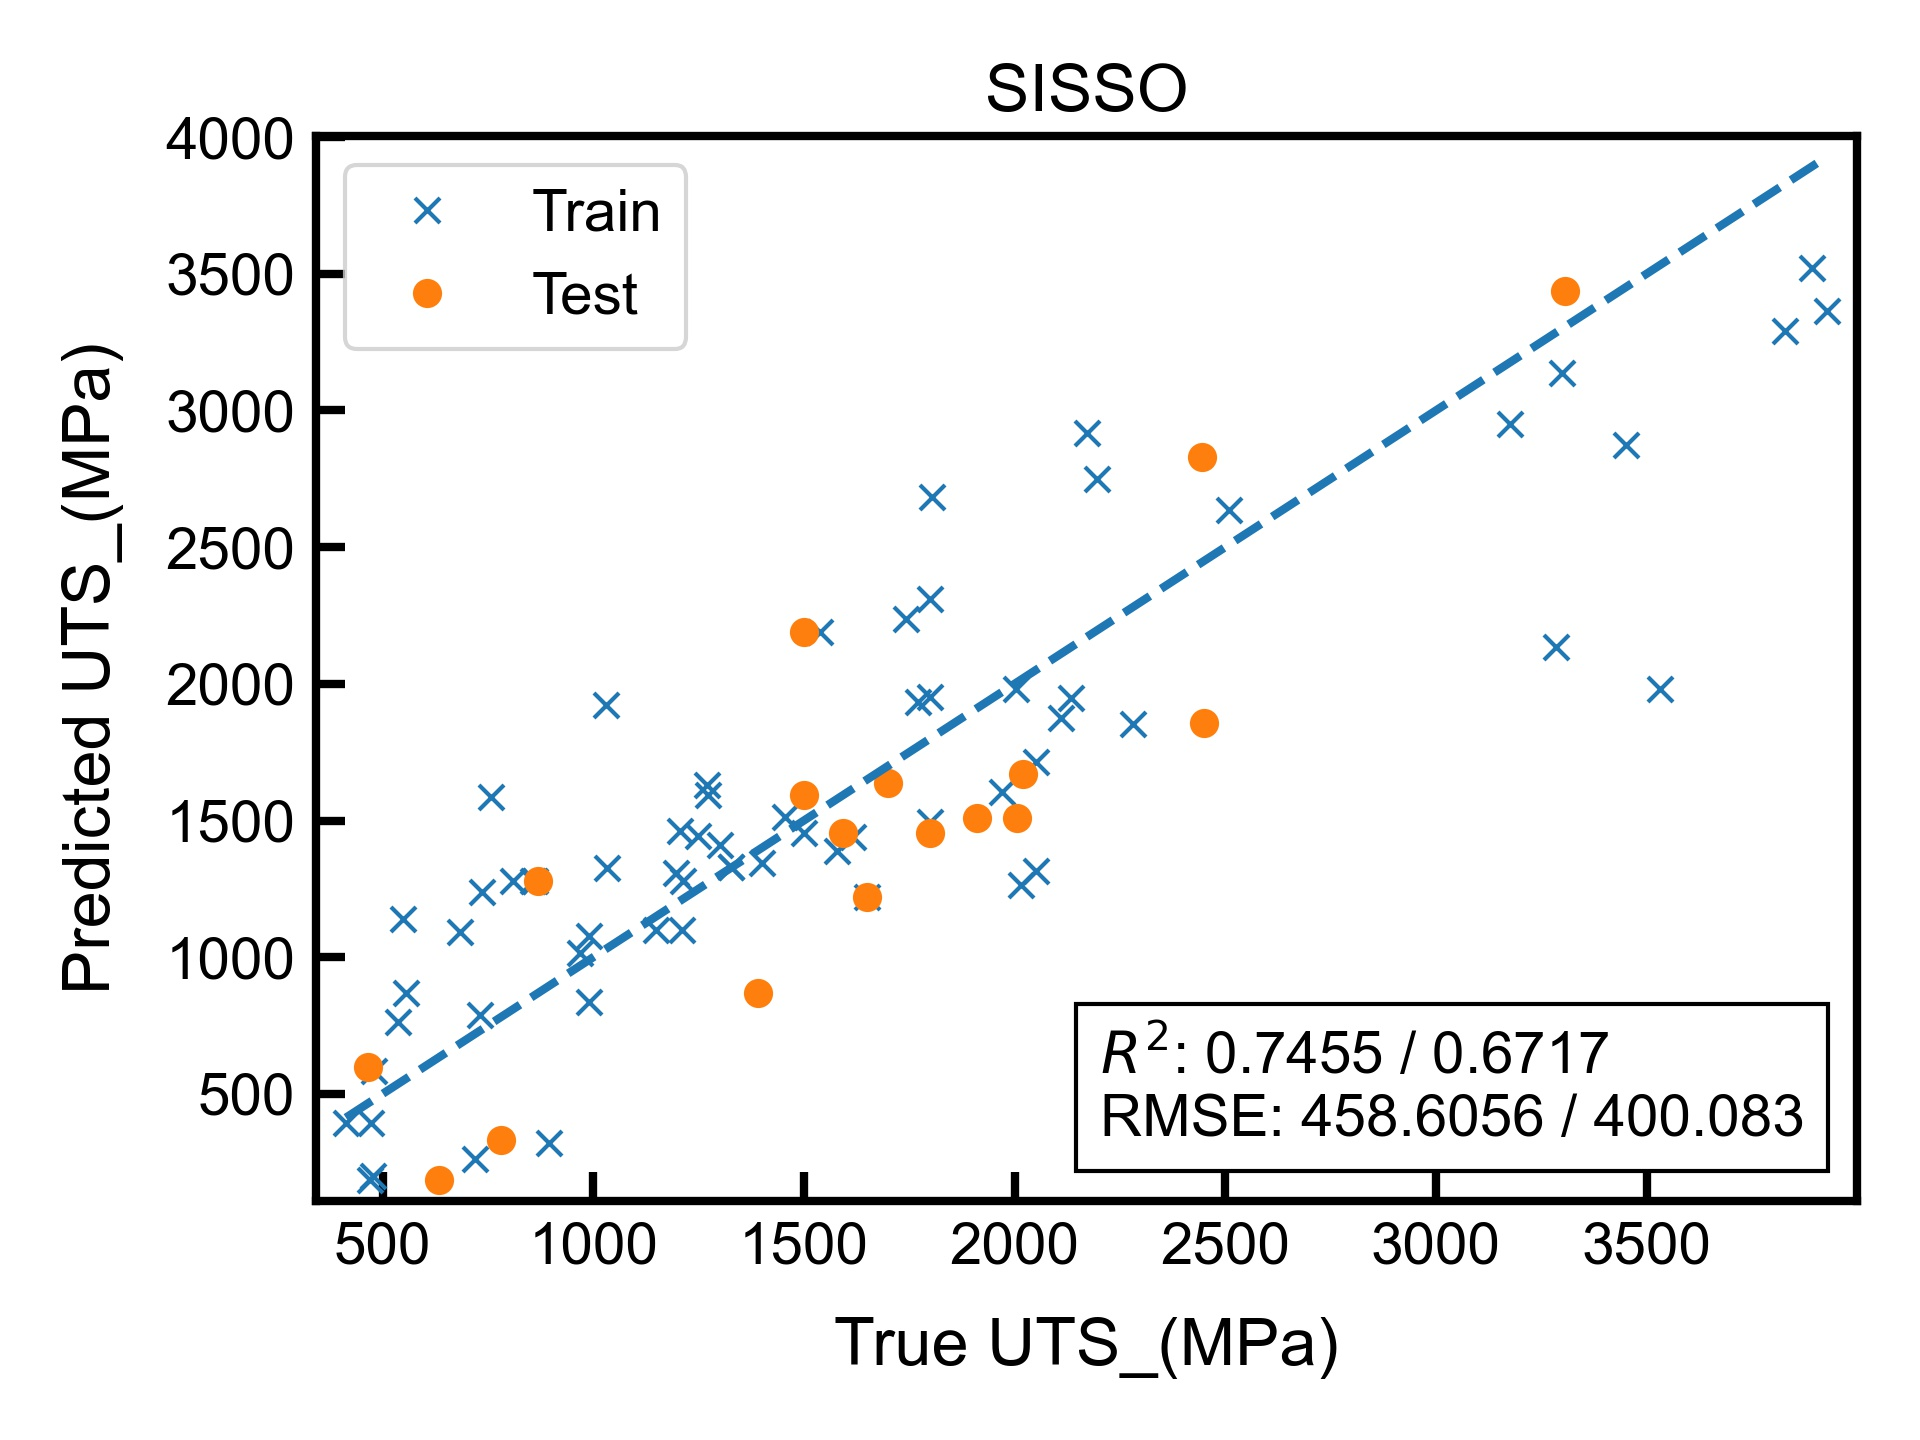 SISSO
4000
3500
3000
2500
2000
1500
1000
500
Predicted UTS_(MPa)
Train
Test
R²: 0.7455 / 0.6717
RMSE: 458.6056 / 400.083
500 1000 1500 2000 2500 3000 3500
True UTS_(MPa)